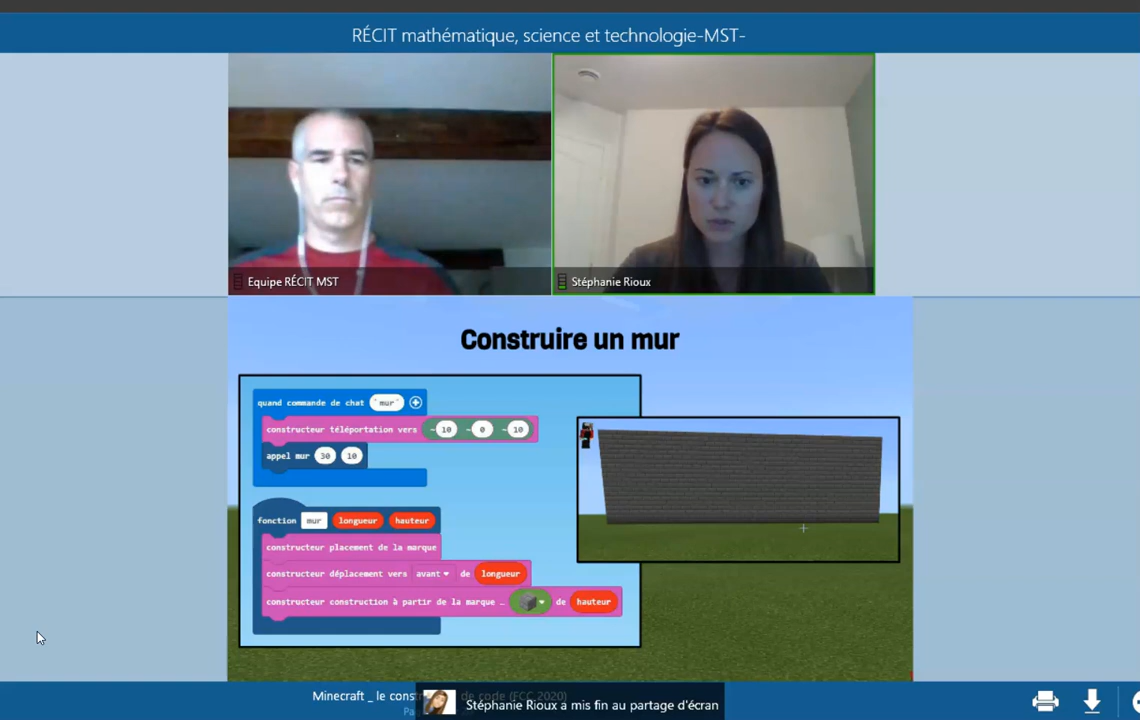 RÉCIT mathématique, science et technologie-MST-
Equipe RÉCIT MST
Stéphanie Rioux
Construire un mur
quand commande de chat "mur"
constructeur téléportation vers ~10 ~0 ~10
appel mur 30 10
fonction mur longueur hauteur
constructeur placement de la marque
constructeur déplacement vers avant de longueur
constructeur construction à partir de la marque … de hauteur
Minecraft _ le cons de code (FCC 2020)
Pa
Stéphanie Rioux a mis fin au partage d'écran